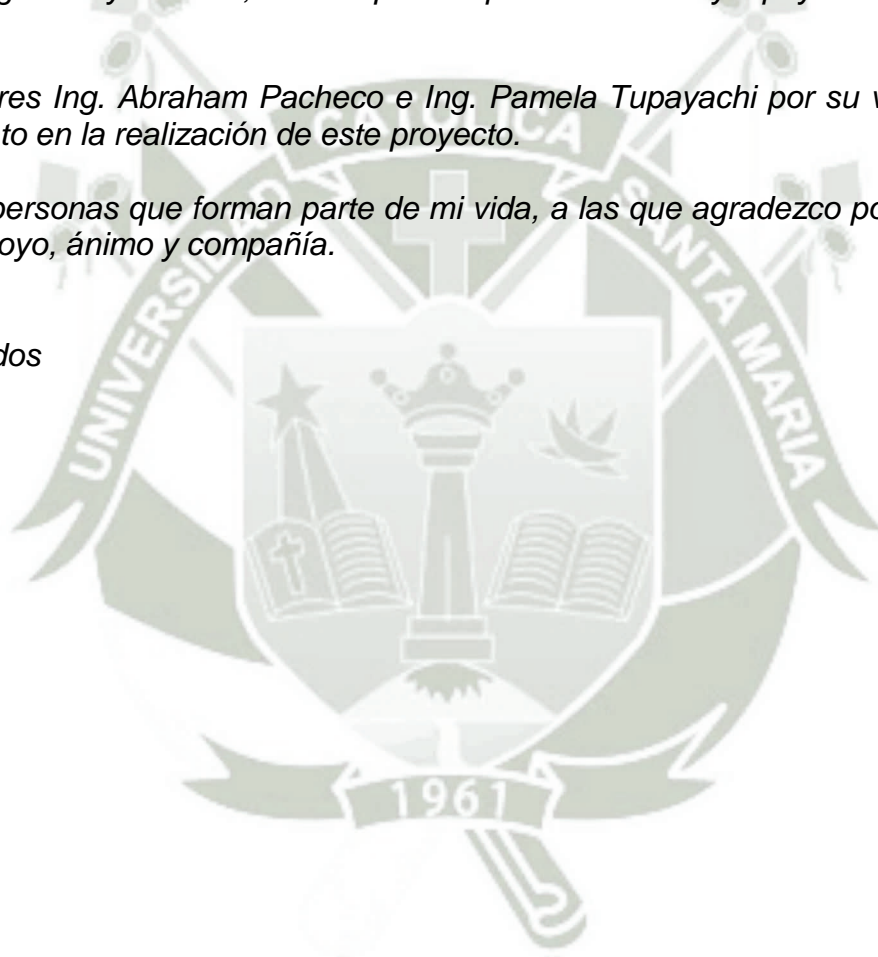 res Ing. Abraham Pacheco e Ing. Pamela Tupayachi por su v
to en la realización de este proyecto.
personas que forman parte de mi vida, a las que agradezco po
oyo, ánimo y compañía.
dos
UNIVERSIDAD CATOLICA SANTA MARIA
1961